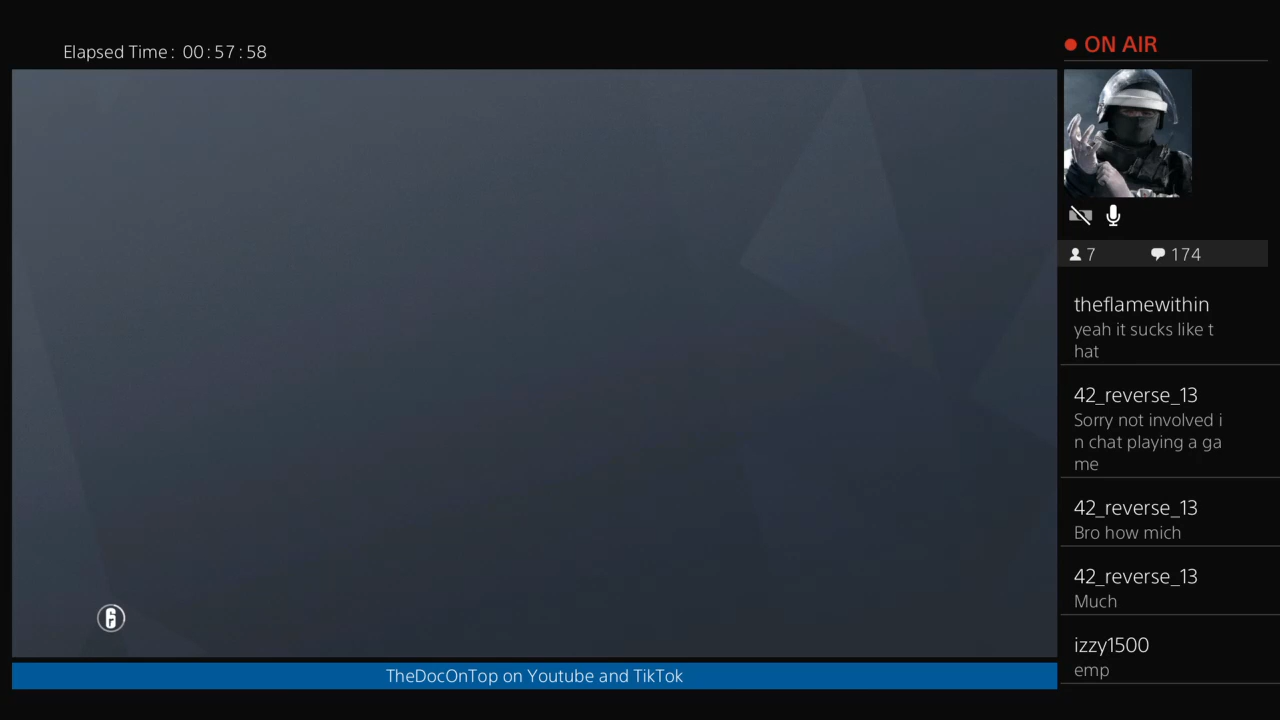 Elapsed Time: 00:57:58
ON AIR
7
174
theflamewithin
yeah it sucks like t
hat
42_reverse_13
Sorry not involved i
n chat playing a ga
me
42_reverse_13
Bro how mich
42_reverse_13
Much
izzy1500
emp
6
TheDocOnTop on Youtube and TikTok